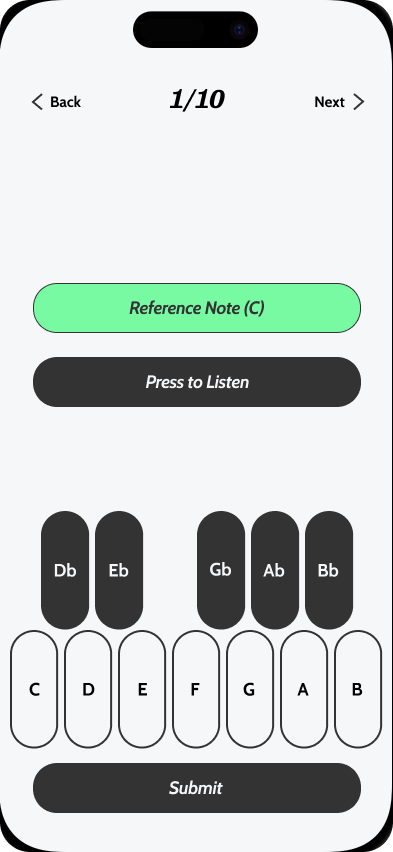 Back 1/10 Next
Reference Note (C)
Press to Listen
Db Eb Gb Ab Bb
C D E F G A B
Submit